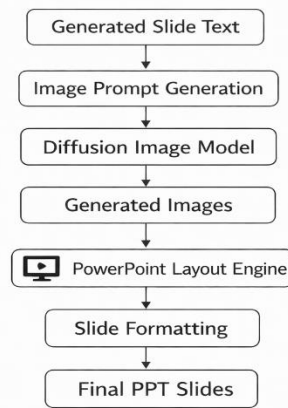 Generated Slide Text
Image Prompt Generation
Diffusion Image Model
Generated Images
PowerPoint Layout Engine
Slide Formatting
Final PPT Slides